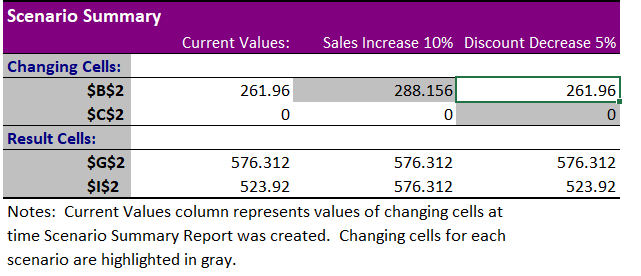 Scenario Summary
Current Values: Sales Increase 10% Discount Decrease 5%
Changing Cells:
$B$2 261.96 288.156 261.96
$C$2 0 0 0
Result Cells:
$G$2 576.312 576.312 576.312
$I$2 523.92 576.312 523.92
Notes: Current Values column represents values of changing cells at
time Scenario Summary Report was created. Changing cells for each
scenario are highlighted in gray.